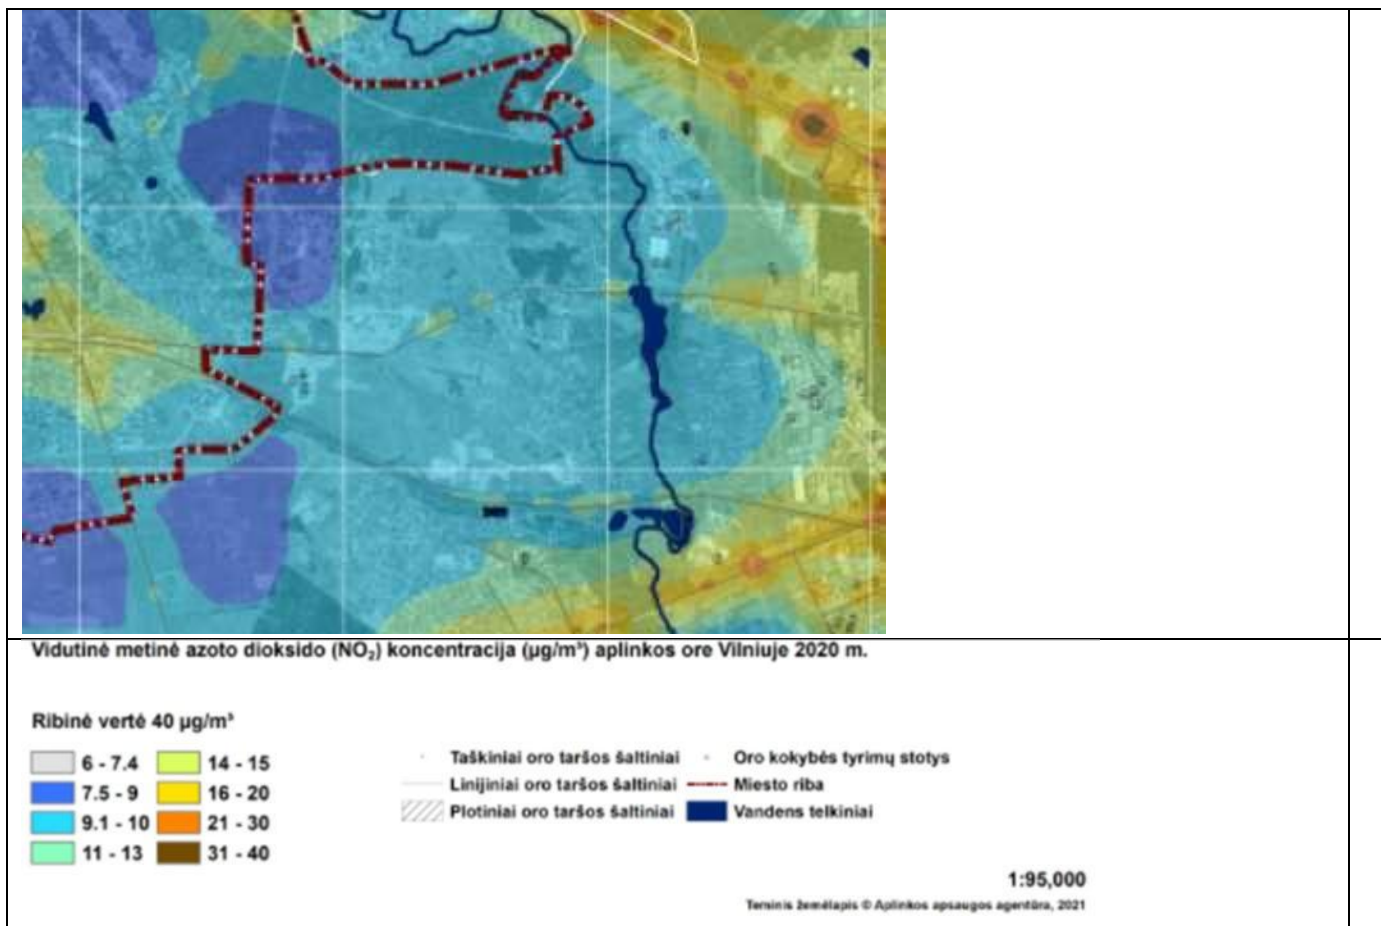 Vidutinė metinė azoto dioksido (NO₂) koncentracija (µg/m³) aplinkos ore Vilniuje 2020 m.
Ribinė vertė 40 µg/m³
6 - 7.4
7.5 - 9
9.1 - 10
11 - 13
14 - 15
16 - 20
21 - 30
31 - 40
Taškiniai oro taršos šaltiniai
Linijiniai oro taršos šaltiniai
Plotiniai oro taršos šaltiniai
Oro kokybės tyrimų stotys
Miesto riba
Vandens telkiniai
1:95,000
Teminis žemėlapis © Aplinkos apsaugos agentūra, 2021